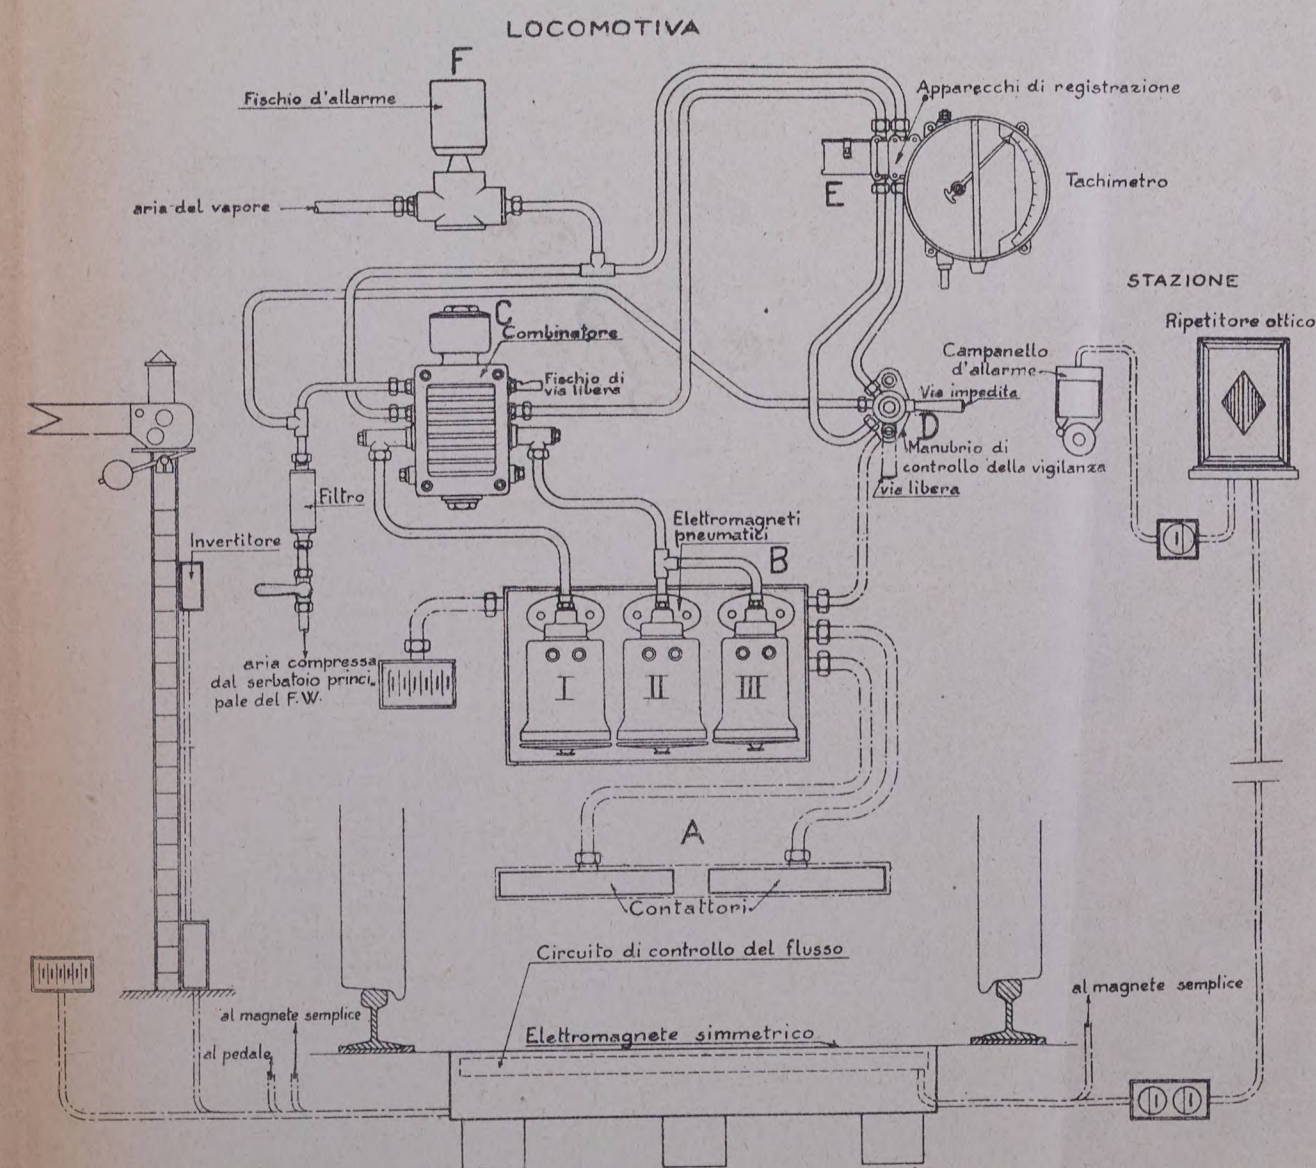 LOCOMOTIVA
F
Fischio d'allarme
aria del vapore
Apparecchi di registrazione
E
Tachimetro
STAZIONE
Ripetitore ottico
C
Combinatore
Fischio di
via libera
Campanello
d'allarme
Via impedita
D
Manubrio di
controllo della vigilanza
via libera
Filtro
Invertitore
Elettromagneti
pneumatici
B
aria compressa
dal serbatoio princi-
pale del F.W.
I
II
III
A
Contattori
Circuito di controllo del flusso
al magnete semplice
al magnete semplice
al pedale
Elettromagnete simmetrico